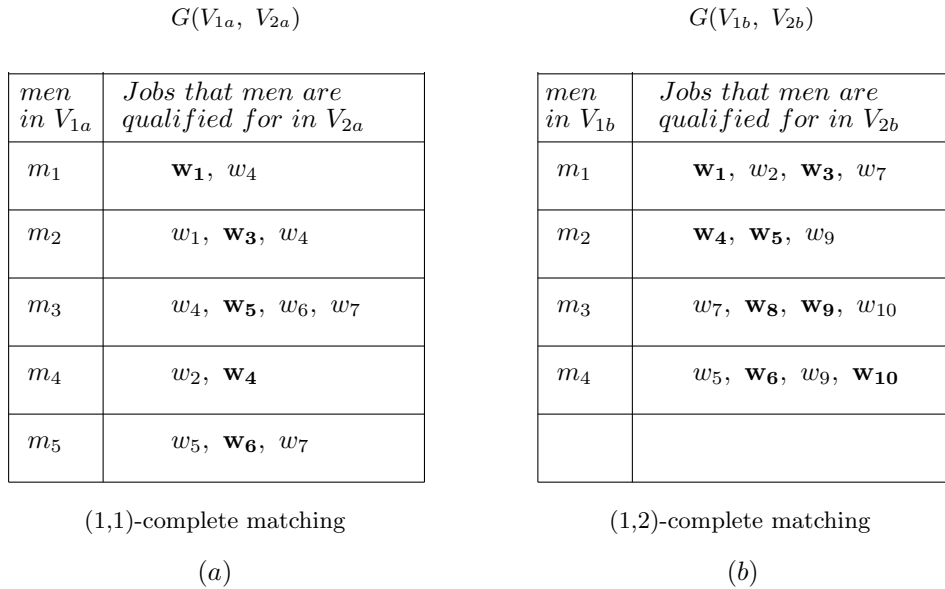 G(V1a, V2a)
G(V1b, V2b)
men in V1a
Jobs that men are qualified for in V2a
m1
w1, w4
m2
w1, w3, w4
m3
w4, w5, w6, w7
m4
w2, w4
m5
w5, w6, w7
(1,1)-complete matching
(a)
men in V1b
Jobs that men are qualified for in V2b
m1
w1, w2, w3, w7
m2
w4, w5, w9
m3
w7, w8, w9, w10
m4
w5, w6, w9, w10
(1,2)-complete matching
(b)